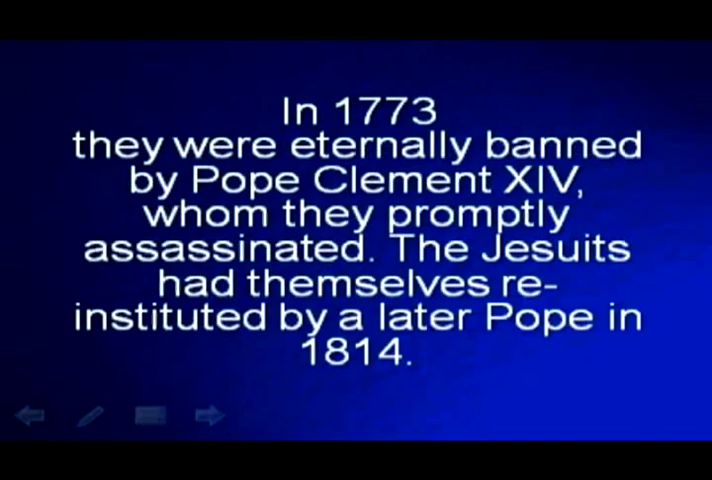 In 1773
they were eternally banned
by Pope Clement XIV,
whom they promptly
assassinated. The Jesuits
had themselves re-
instituted by a later Pope in
1814.